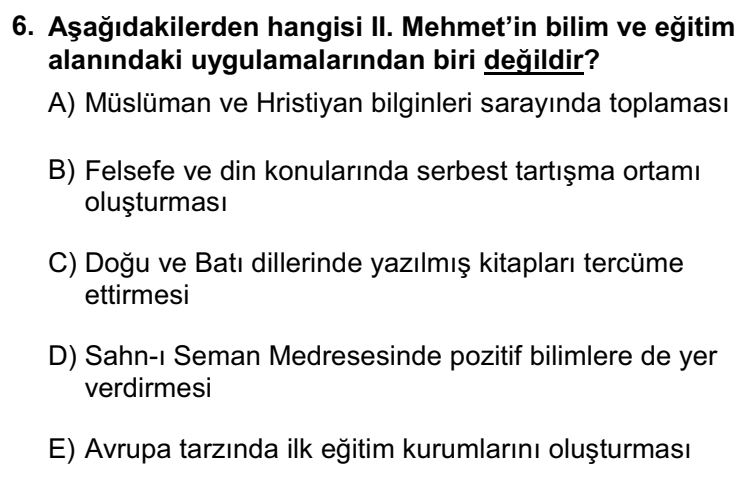 6. Aşağıdakilerden hangisi II. Mehmet’in bilim ve eğitim
alanındaki uygulamalarından biri değildir?
A) Müslüman ve Hristiyan bilginleri sarayında toplaması
B) Felsefe ve din konularında serbest tartışma ortamı
oluşturması
C) Doğu ve Batı dillerinde yazılmış kitapları tercüme
ettirmesi
D) Sahn-ı Seman Medresesinde pozitif bilimlere de yer
verdirmesi
E) Avrupa tarzında ilk eğitim kurumlarını oluşturması